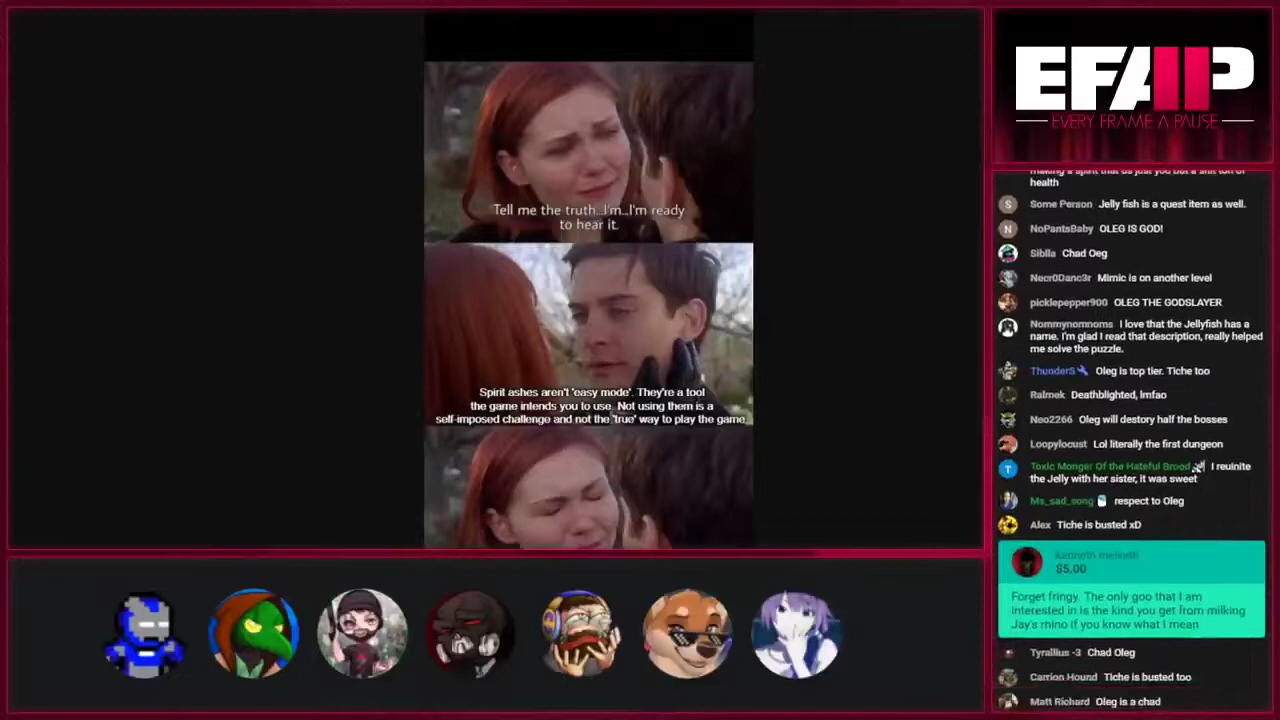 Tell me the truth...I'm...I'm ready
to hear it.
Spirit ashes aren't 'easy mode'. They're a tool
the game intends you to use. Not using them is a
self-imposed challenge and not the 'true' way to play the game.
EFAP
EVERY FRAME A PAUSE
health
Some Person Jelly fish is a quest item as well.
NoPantsBaby OLEG IS GOD!
Siblla Chad Oeg
Necr0Danc3r Mimic is on another level
picklepepper900 OLEG THE GODSLAYER
Nommynomnoms I love that the Jellyfish has a
name. I'm glad I read that description, really helped
me solve the puzzle.
ThunderS Oleg is top tier. Tiche too
Ralmek Deathblighted, lmfao
Neo2266 Oleg will destory half the bosses
Loopylocust Lol literally the first dungeon
Toxic Monger Of the Hateful Brood I reuinite
the Jelly with her sister, it was sweet
Ms_sad_song respect to Oleg
Alex Tiche is busted xD
kenneth melseth
$5.00
Forget fringy. The only goo that I am
interested in is the kind you get from milking
Jay's rhino if you know what I mean
Tyrallius -3 Chad Oleg
Carrion Hound Tiche is busted too
Matt Richard Oleg is a chad